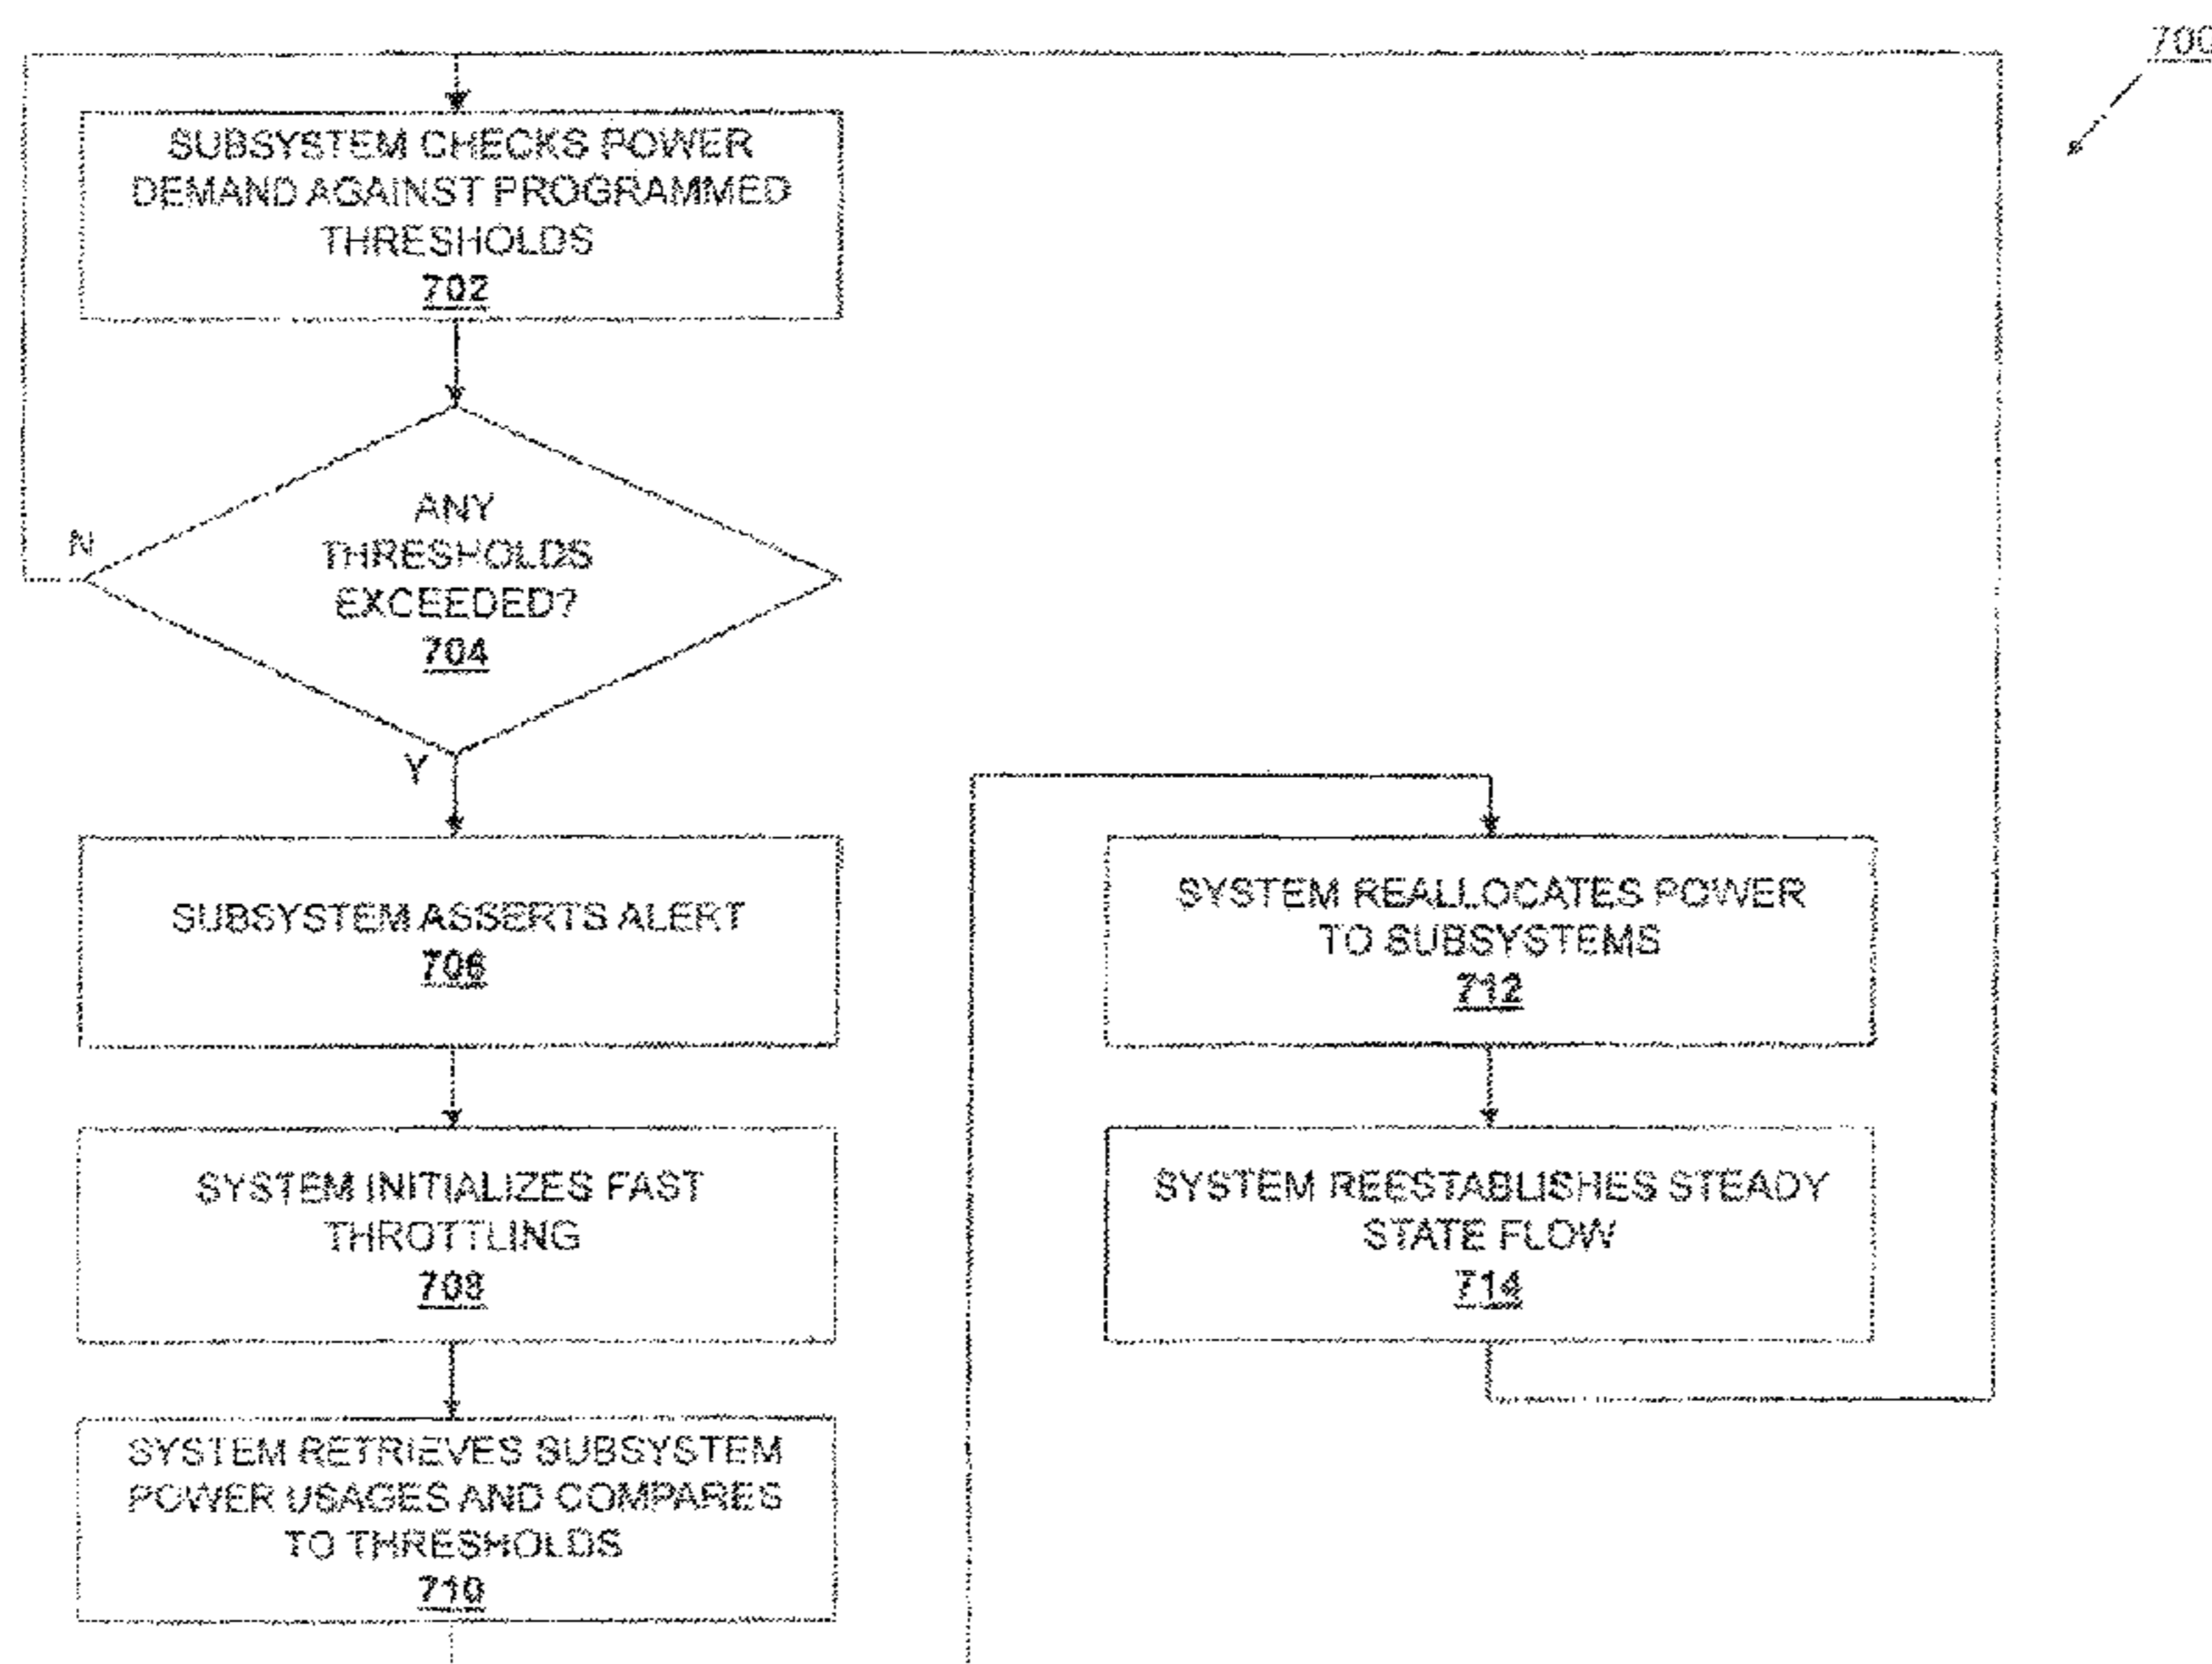 700
SUBSYSTEM CHECKS POWER
DEMAND AGAINST PROGRAMMED
THRESHOLDS
702
ANY
THRESHOLDS
EXCEEDED?
704
N
Y
SUBSYSTEM ASSERTS ALERT
706
SYSTEM INITIALIZES FAST
THROTTLING
708
SYSTEM RETRIEVES SUBSYSTEM
POWER USAGES AND COMPARES
TO THRESHOLDS
710
SYSTEM REALLOCATES POWER
TO SUBSYSTEMS
712
SYSTEM REESTABLISHES STEADY
STATE FLOW
714